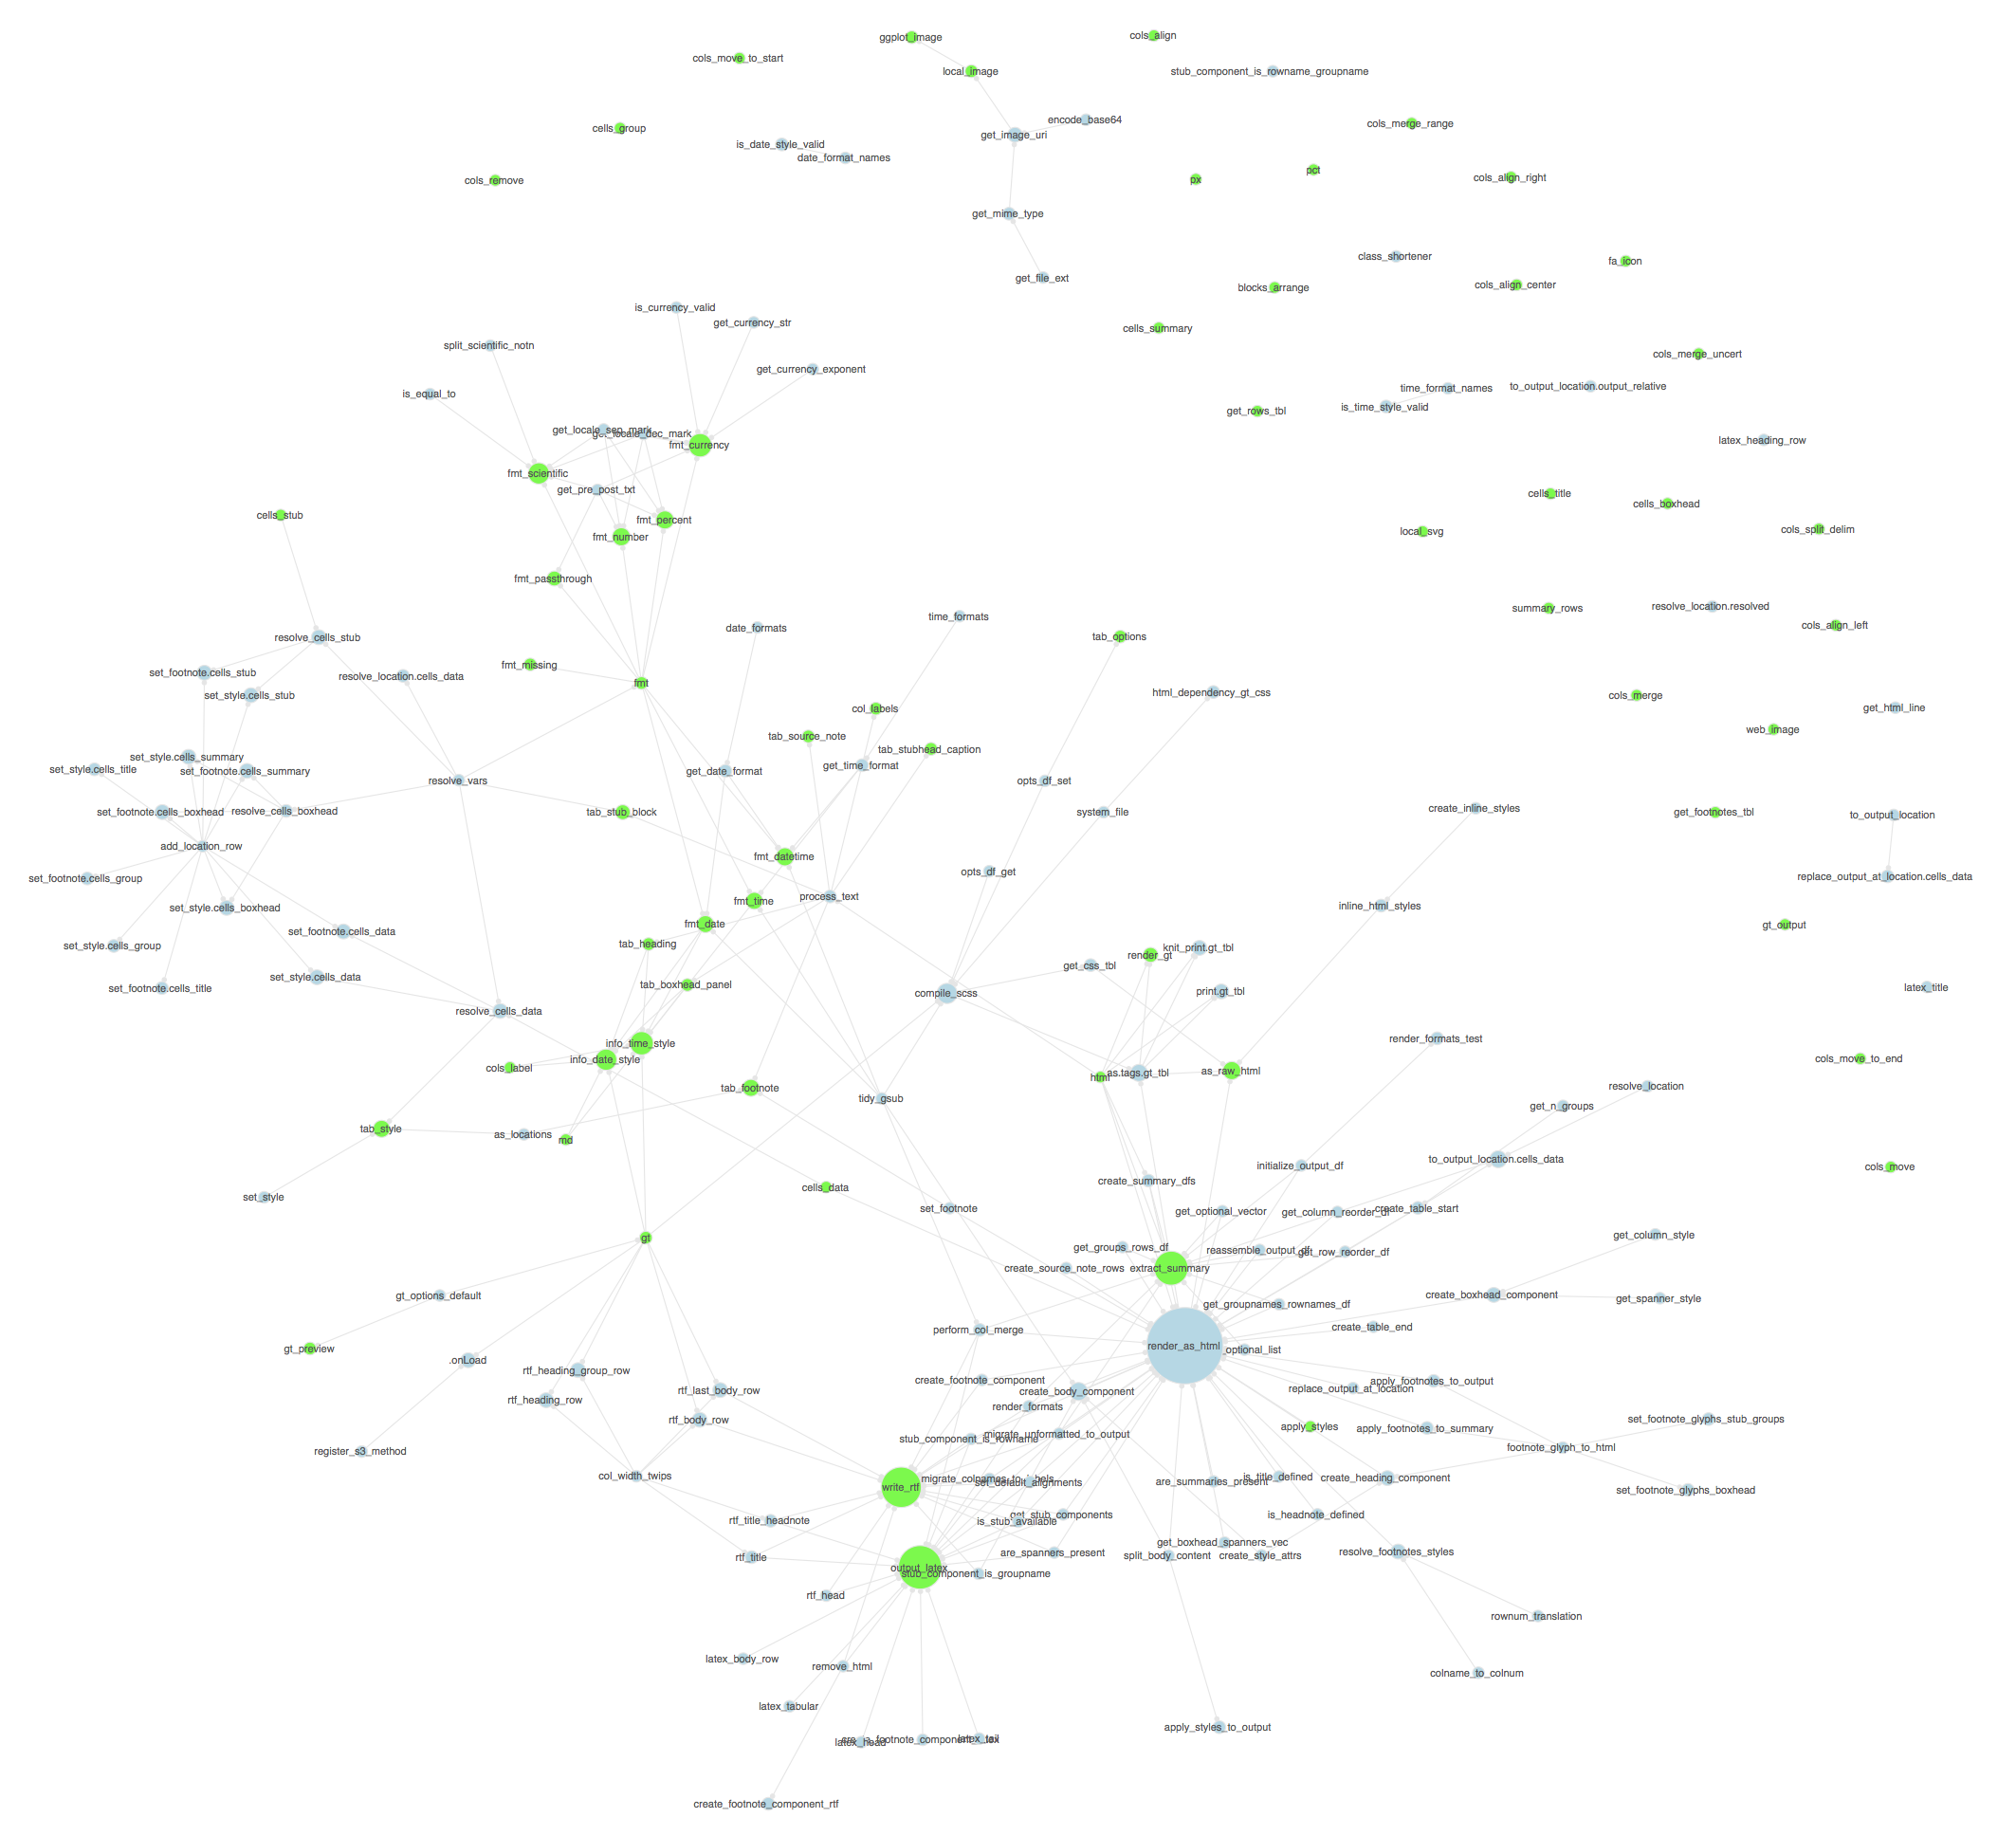 ggplot_image
cols_align
cols_move_to_start
local_image
stub_component_is_rowname_groupname
encode_base64
cols_merge_range
cells_group
get_image_uri
is_date_style_valid
date_format_names
pct
cols_remove
px
cols_align_right
get_mime_type
class_shortener
fa_icon
get_file_ext
blocks_arrange
cols_align_center
is_currency_valid
get_currency_str
cells_summary
split_scientific_notn
cols_merge_uncert
get_currency_exponent
time_format_names
to_output_location.output_relative
is_equal_to
is_time_style_valid
get_rows_tbl
get_locale_sep_mark
get_locale_dec_mark
latex_heading_row
fmt_currency
fmt_scientific
get_pre_post_txt
cells_title
cells_boxhead
cells_stub
fmt_percent
fmt_number
local_svg
cols_split_delim
fmt_passthrough
summary_rows
resolve_location.resolved
time_formats
date_formats
cols_align_left
resolve_cells_stub
tab_options
fmt_missing
set_footnote.cells_stub
resolve_location.cells_data
fmt
set_style.cells_stub
html_dependency_gt_css
cols_merge
col_labels
get_html_line
tab_source_note
web_image
tab_stubhead_caption
set_style.cells_summary
set_style.cells_title
set_footnote.cells_summary
get_date_format
get_time_format
resolve_vars
opts_df_set
set_footnote.cells_boxhead
resolve_cells_boxhead
tab_stub_block
system_file
create_inline_styles
get_footnotes_tbl
to_output_location
add_location_row
fmt_datetime
opts_df_get
set_footnote.cells_group
replace_output_at_location.cells_data
process_text
fmt_time
set_style.cells_boxhead
inline_html_styles
fmt_date
gt_output
set_footnote.cells_data
set_style.cells_group
tab_heading
knit_print.gt_tbl
render_gt
get_css_tbl
set_style.cells_data
set_footnote.cells_title
tab_boxhead_panel
compile_scss
print.gt_tbl
latex_title
resolve_cells_data
render_formats_test
info_time_style
info_date_style
cols_move_to_end
cols_label
html
as.tags.gt_tbl
as_raw_html
tab_footnote
resolve_location
tidy_gsub
get_n_groups
tab_style
as_locations
md
to_output_location.cells_data
initialize_output_df
cols_move
create_summary_dfs
cells_data
set_style
set_footnote
get_optional_vector
get_column_reorder_df
create_table_start
get_column_style
gt
get_groups_rows_df
reassemble_output_df
get_row_reorder_df
create_source_note_rows
extract_summary
gt_options_default
create_boxhead_component
get_spanner_style
get_groupnames_rownames_df
perform_col_merge
create_table_end
gt_preview
render_as_html
_optional_list
.onLoad
rtf_heading_group_row
create_footnote_component
apply_footnotes_to_output
rtf_last_body_row
create_body_component
replace_output_at_location
rtf_heading_row
render_formats
rtf_body_row
set_footnote_glyphs_stub_groups
apply_styles
apply_footnotes_to_summary
migrate_unformatted_to_output
stub_component_is_rowname
footnote_glyph_to_html
register_s3_method
col_width_twips
migrate_colnames_to_labels
set_default_alignments
are_summaries_present
is_title_defined
create_heading_component
write_rtf
set_footnote_glyphs_boxhead
get_stub_components
is_headnote_defined
rtf_title_headnote
is_stub_available
get_boxhead_spanners_vec
are_spanners_present
rtf_title
split_body_content
create_style_attrs
resolve_footnotes_styles
output_latex
stub_component_is_groupname
rtf_head
rownum_translation
latex_body_row
remove_html
colname_to_colnum
latex_tabular
apply_styles_to_output
latex_head
latex_tail
create_footnote_component_rtf